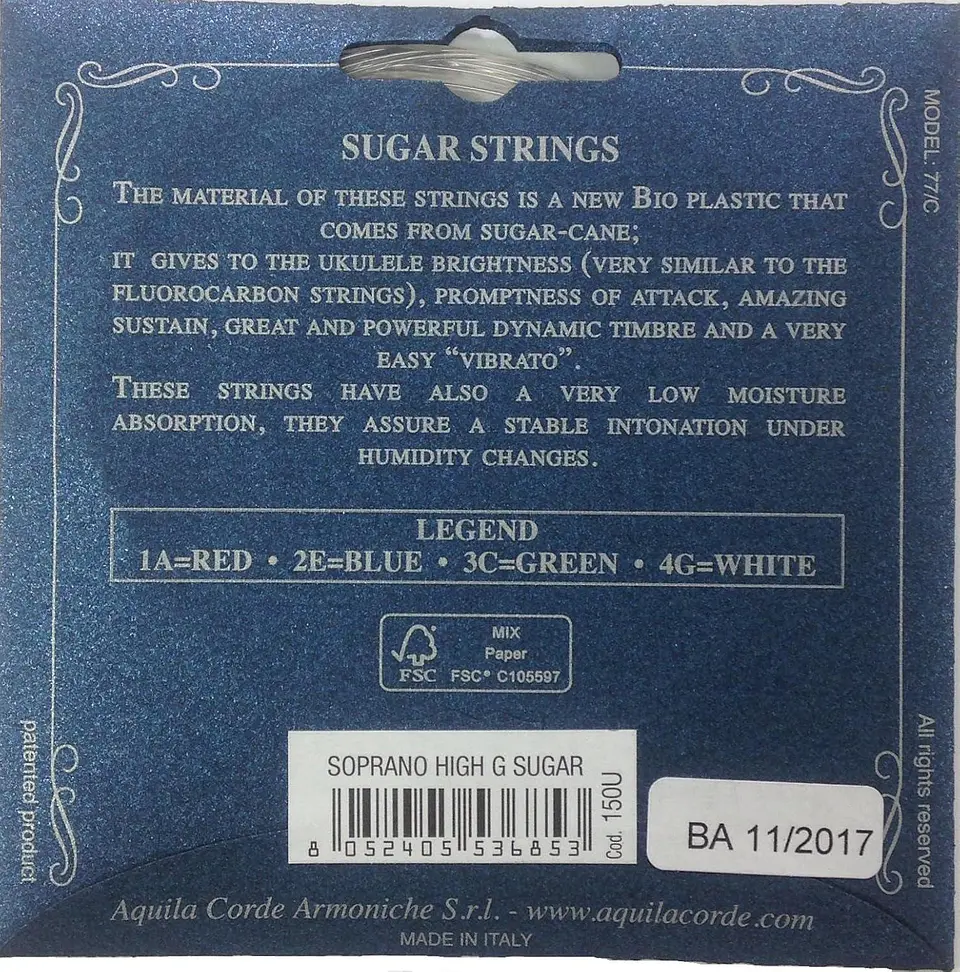 SUGAR STRINGS
THE MATERIAL OF THESE STRINGS IS A NEW BIO PLASTIC THAT
COMES FROM SUGAR-CANE;
IT GIVES TO THE UKULELE BRIGHTNESS (VERY SIMILAR TO THE
FLUOROCARBON STRINGS), PROMPTNESS OF ATTACK, AMAZING
SUSTAIN, GREAT AND POWERFUL DYNAMIC TIMBRE AND A VERY
EASY “VIBRATO”.
THESE STRINGS HAVE ALSO A VERY LOW MOISTURE
ABSORPTION, THEY ASSURE A STABLE INTONATION UNDER
HUMIDITY CHANGES.
LEGEND
1A=RED • 2E=BLUE • 3C=GREEN • 4G=WHITE
MIX
Paper
FSC FSC® C105597
SOPRANO HIGH G SUGAR
8 052405 536853
Cod. 150U
BA 11/2017
Aquila Corde Armoniche S.r.l. - www.aquilacorde.com
MADE IN ITALY
patented product
MODEL: 77/C
All rights reserved